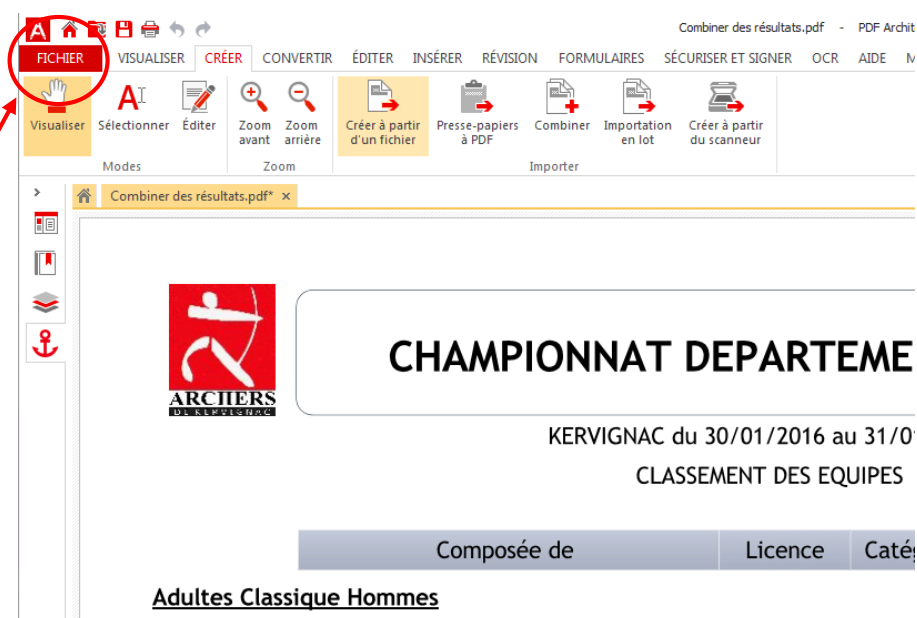 Combiner des résultats.pdf - PDF Archit
FICHIER VISUALISER CRÉER CONVERTIR ÉDITER INSÉRER RÉVISION FORMULAIRES SÉCURISER ET SIGNER OCR AIDE M
Visualiser Sélectionner Éditer Zoom Zoom Créer à partir Presse-papiers Combiner Importation Créer à partir
avant arrière d'un fichier à PDF en lot du scanneur
Modes Zoom Importer
Combiner des résultats.pdf* ×
CHAMPIONNAT DEPARTEME
ARCHERS
DE KERVIGNAC
KERVIGNAC du 30/01/2016 au 31/01
CLASSEMENT DES EQUIPES
Composée de Licence Catég
Adultes Classique Hommes